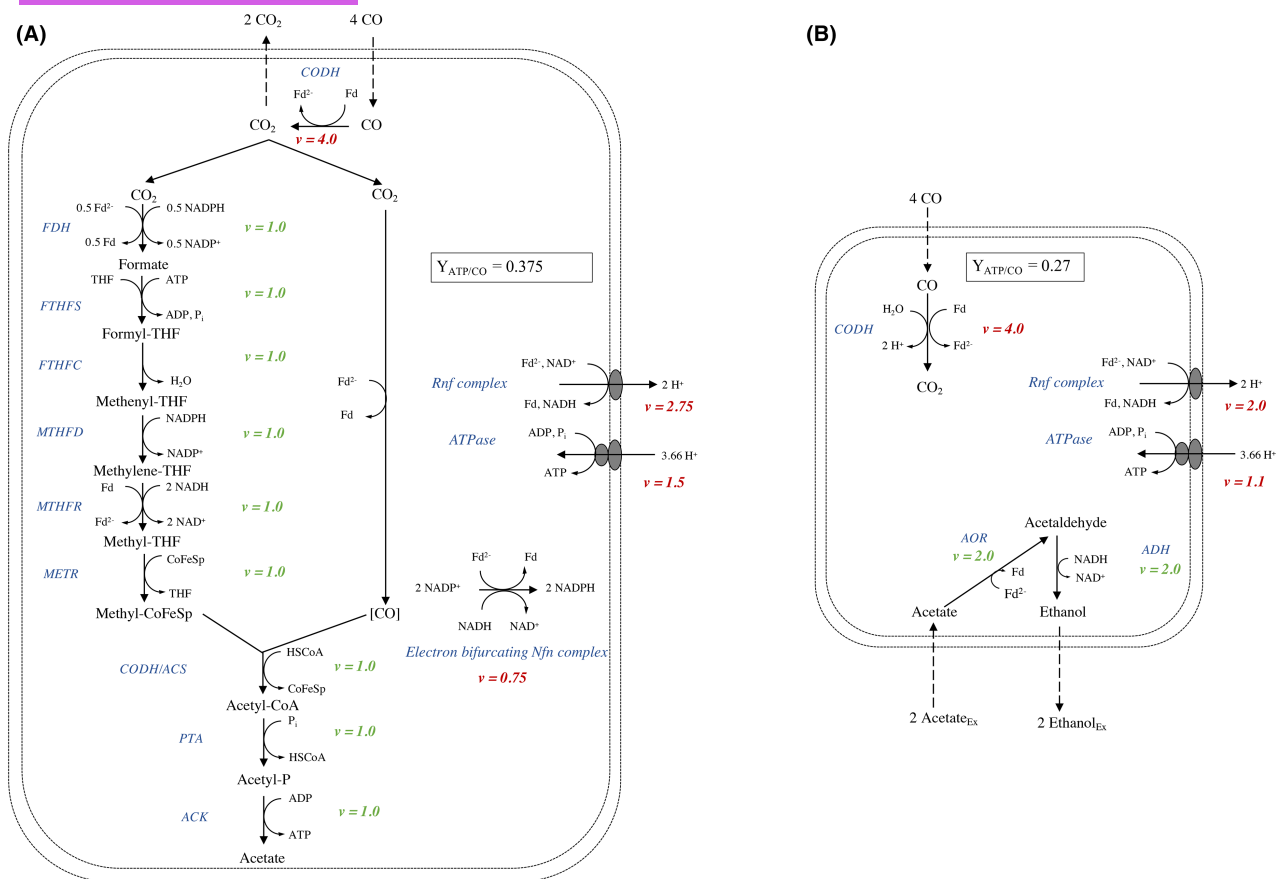 (A)
2 CO₂
4 CO
CODH
Fd²⁻
Fd
CO₂
CO
v = 4.0
CO₂
CO₂
0.5 Fd²⁻
0.5 NADPH
FDH
v = 1.0
0.5 Fd
0.5 NADP⁺
Formate
THF
ATP
FTHFS
v = 1.0
ADP, Pᵢ
Formyl-THF
FTHFC
v = 1.0
H₂O
Methenyl-THF
NADPH
MTHFD
v = 1.0
NADP⁺
Methylene-THF
Fd
2 NADH
MTHFR
v = 1.0
Fd²⁻
2 NAD⁺
Methyl-THF
CoFeSp
METR
v = 1.0
THF
Methyl-CoFeSp
[CO]
Fd²⁻
Fd
HSCoA
CODH/ACS
v = 1.0
CoFeSp
Acetyl-CoA
Pᵢ
PTA
v = 1.0
HSCoA
Acetyl-P
ADP
ACK
v = 1.0
ATP
Acetate
Y_ATP/CO = 0.375
Fd²⁻, NAD⁺
Rnf complex
2 H⁺
Fd, NADH
v = 2.75
ADP, Pᵢ
ATPase
3.66 H⁺
ATP
v = 1.5
Fd²⁻
Fd
2 NADP⁺
2 NADPH
NADH
NAD⁺
Electron bifurcating Nfn complex
v = 0.75
(B)
4 CO
Y_ATP/CO = 0.27
CO
H₂O
Fd
CODH
v = 4.0
2 H⁺
Fd²⁻
CO₂
Fd²⁻, NAD⁺
Rnf complex
2 H⁺
Fd, NADH
v = 2.0
ADP, Pᵢ
ATPase
3.66 H⁺
ATP
v = 1.1
Acetaldehyde
AOR
v = 2.0
Fd
Fd²⁻
NADH
NAD⁺
ADH
v = 2.0
Acetate
Ethanol
2 Acetate_Ex
2 Ethanol_Ex